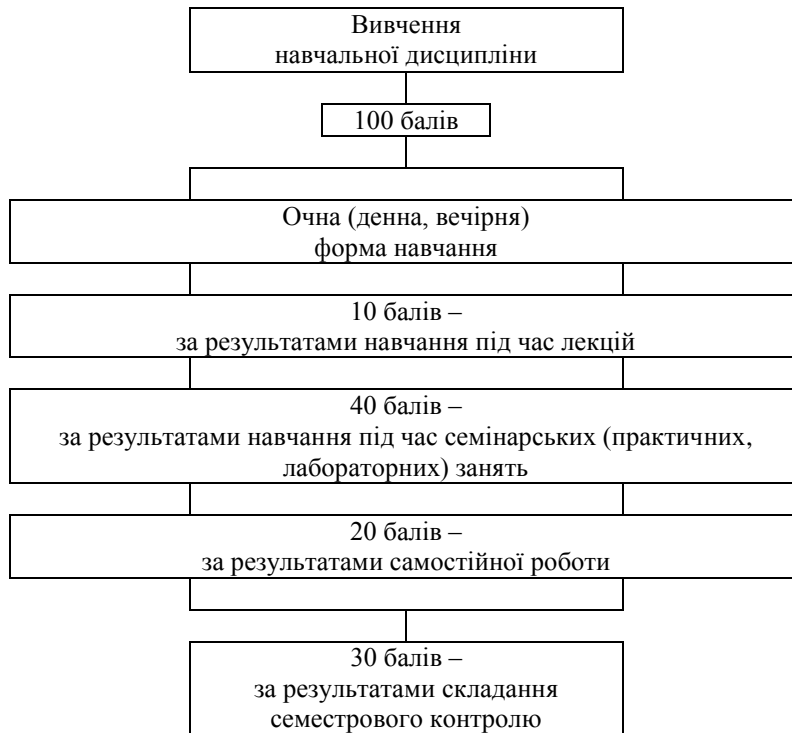 Вивчення
навчальної дисципліни
100 балів
Очна (денна, вечірня)
форма навчання
10 балів –
за результатами навчання під час лекцій
40 балів –
за результатами навчання під час семінарських (практичних,
лабораторних) занять
20 балів –
за результатами самостійної роботи
30 балів –
за результатами складання
семестрового контролю